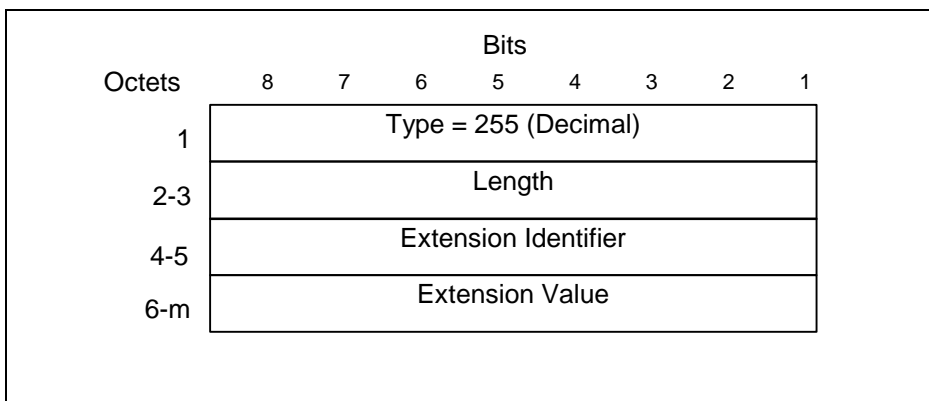 Bits
Octets 8 7 6 5 4 3 2 1
1 Type = 255 (Decimal)
2-3 Length
4-5 Extension Identifier
6-m Extension Value